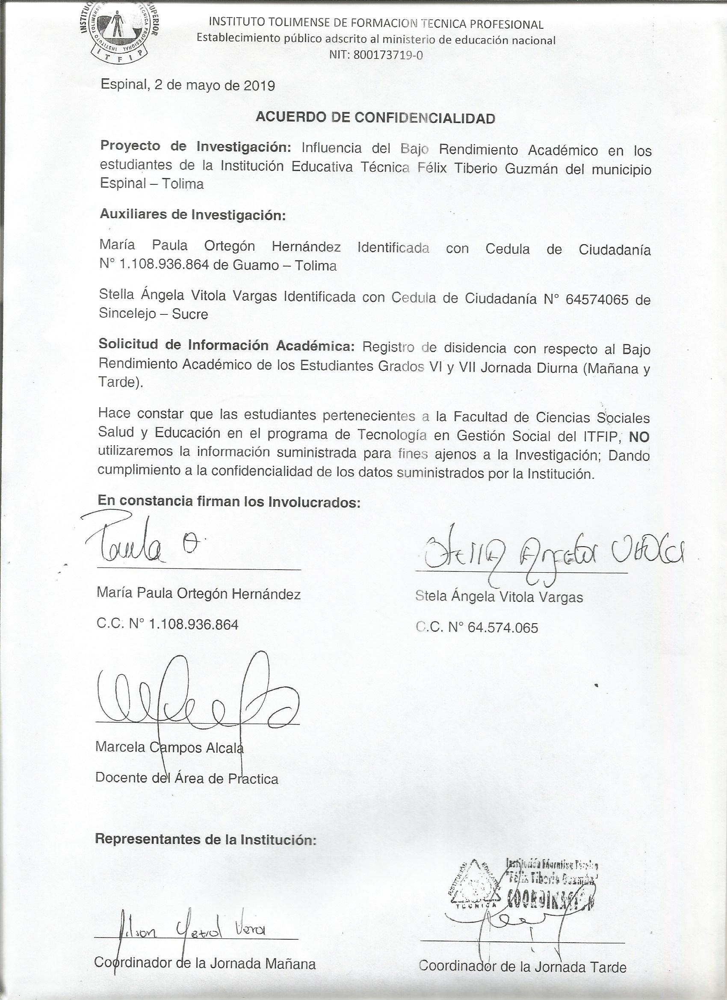 INSTITUTO TOLIMENSE DE FORMACION TECNICA PROFESIONAL
Establecimiento público adscrito al ministerio de educación nacional
NIT: 800173719-0
SUPERIOR
ITFIP
Espinal, 2 de mayo de 2019
ACUERDO DE CONFIDENCIALIDAD
Proyecto de Investigación: Influencia del Bajo Rendimiento Académico en los
estudiantes de la Institución Educativa Técnica Félix Tiberio Guzmán del municipio
Espinal – Tolima
Auxiliares de Investigación:
María Paula Ortegón Hernández Identificada con Cedula de Ciudadanía
N° 1.108.936.864 de Guamo – Tolima
Stella Ángela Vitola Vargas Identificada con Cedula de Ciudadanía N° 64574065 de
Sincelejo – Sucre
Solicitud de Información Académica: Registro de disidencia con respecto al Bajo
Rendimiento Académico de los Estudiantes Grados VI y VII Jornada Diurna (Mañana y
Tarde).
Hace constar que las estudiantes pertenecientes a la Facultad de Ciencias Sociales
Salud y Educación en el programa de Tecnología en Gestión Social del ITFIP, NO
utilizaremos la información suministrada para fines ajenos a la Investigación; Dando
cumplimiento a la confidencialidad de los datos suministrados por la Institución.
En constancia firman los Involucrados:
Paula O.
Stella Angela Vitola
María Paula Ortegón Hernández
Stela Ángela Vitola Vargas
C.C. N° 1.108.936.864
C.C. N° 64.574.065
Marcela Campos Alcalá
Docente del Área de Practica
Representantes de la Institución:
Institución Educativa Técnica
"Félix Tiberio Guzmán"
COORDINACION
INSTITUCIÓN EDUCATIVA
TECNICA
Vera
Coordinador de la Jornada Mañana
Coordinador de la Jornada Tarde